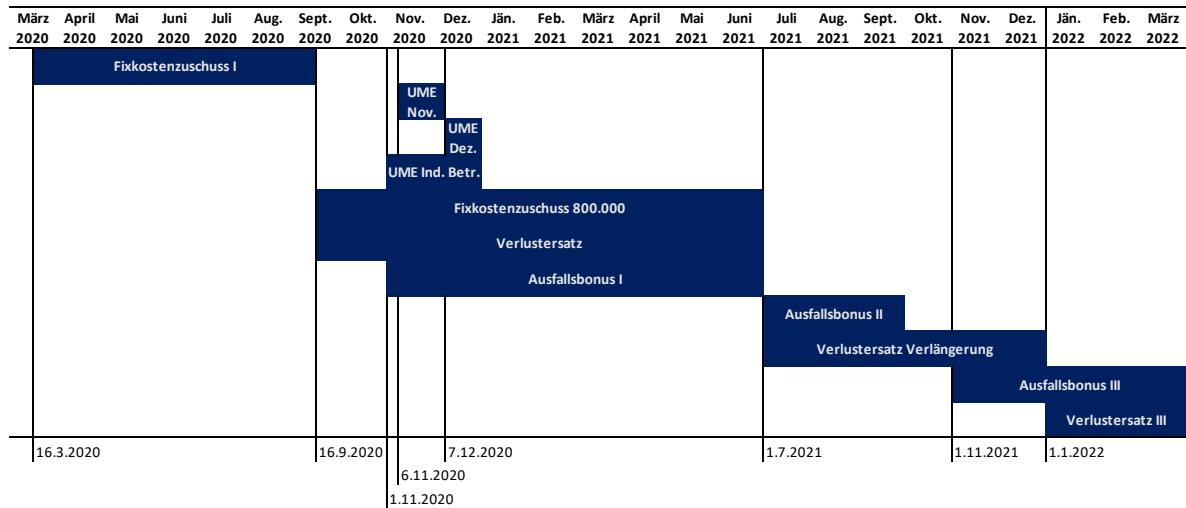 März April Mai Juni Juli Aug. Sept. Okt. Nov. Dez. Jän. Feb. März April Mai Juni Juli Aug. Sept. Okt. Nov. Dez. Jän. Feb. März
2020 2020 2020 2020 2020 2020 2020 2020 2020 2020 2021 2021 2021 2021 2021 2021 2021 2021 2021 2021 2021 2021 2022 2022 2022
Fixkostenzuschuss I
UME
Nov.
UME
Dez.
UME Ind. Betr.
Fixkostenzuschuss 800.000
Verlustersatz
Ausfallsbonus I
Ausfallsbonus II
Verlustersatz Verlängerung
Ausfallsbonus III
Verlustersatz III
16.3.2020 16.9.2020 7.12.2020 1.7.2021 1.11.2021 1.1.2022
6.11.2020
1.11.2020